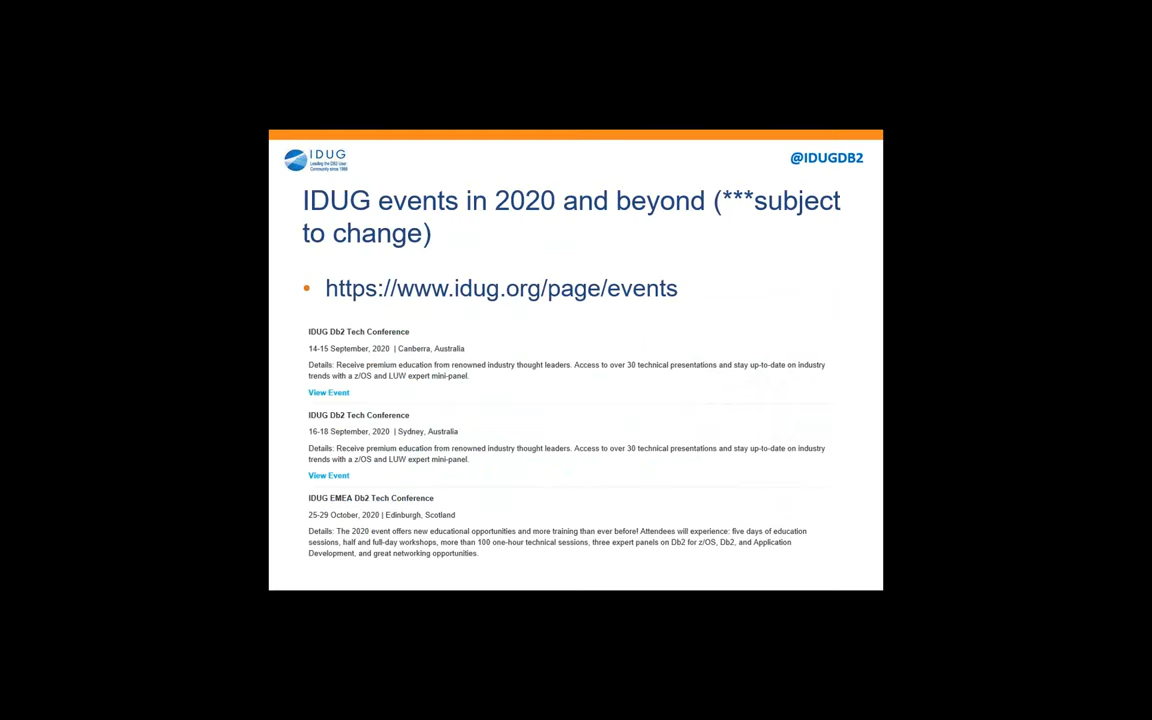 IDUG
Leading the DB2 User
Community since 1988
@IDUGDB2
IDUG events in 2020 and beyond (***subject
to change)
• https://www.idug.org/page/events
IDUG Db2 Tech Conference
14-15 September, 2020 | Canberra, Australia
Details: Receive premium education from renowned industry thought leaders. Access to over 30 technical presentations and stay up-to-date on industry
trends with a z/OS and LUW expert mini-panel.
View Event
IDUG Db2 Tech Conference
16-18 September, 2020 | Sydney, Australia
Details: Receive premium education from renowned industry thought leaders. Access to over 30 technical presentations and stay up-to-date on industry
trends with a z/OS and LUW expert mini-panel.
View Event
IDUG EMEA Db2 Tech Conference
25-29 October, 2020 | Edinburgh, Scotland
Details: The 2020 event offers new educational opportunities and more training than ever before! Attendees will experience: five days of education
sessions, half and full-day workshops, more than 100 one-hour technical sessions, three expert panels on Db2 for z/OS, Db2, and Application
Development, and great networking opportunities.